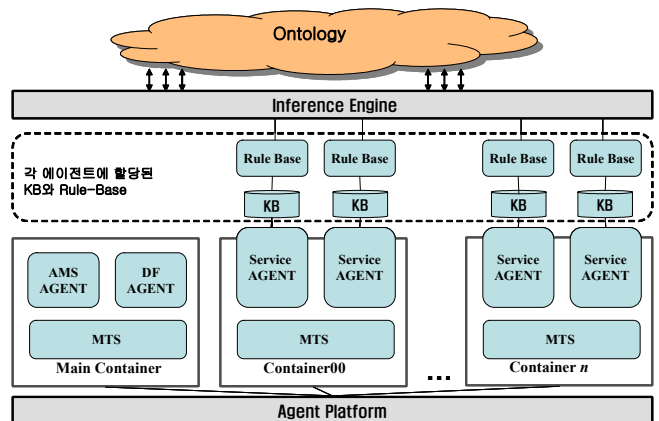 Ontology
Inference Engine
각 에이전트에 할당된
KB와 Rule-Base
Rule Base
Rule Base
Rule Base
Rule Base
KB
KB
KB
KB
AMS
AGENT
DF
AGENT
MTS
Main Container
Service
AGENT
Service
AGENT
MTS
Container00
...
Service
AGENT
Service
AGENT
MTS
Container n
Agent Platform